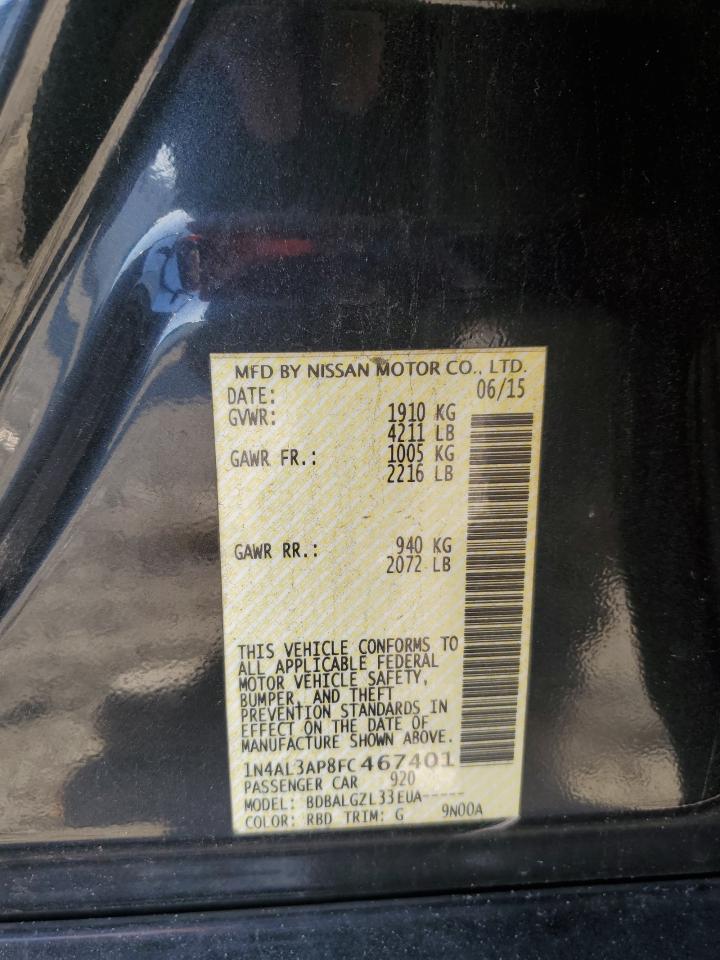 MFD BY NISSAN MOTOR CO., LTD.
DATE: 06/15
GVWR: 1910 KG
4211 LB
GAWR FR.: 1005 KG
2216 LB
GAWR RR.: 940 KG
2072 LB
THIS VEHICLE CONFORMS TO
ALL APPLICABLE FEDERAL
MOTOR VEHICLE SAFETY,
BUMPER, AND THEFT
PREVENTION STANDARDS IN
EFFECT ON THE DATE OF
MANUFACTURE SHOWN ABOVE.
1N4AL3AP8FC467401
PASSENGER CAR 920
MODEL: BDBALGZL33EUA-----
COLOR: RBD TRIM: G 9N00A